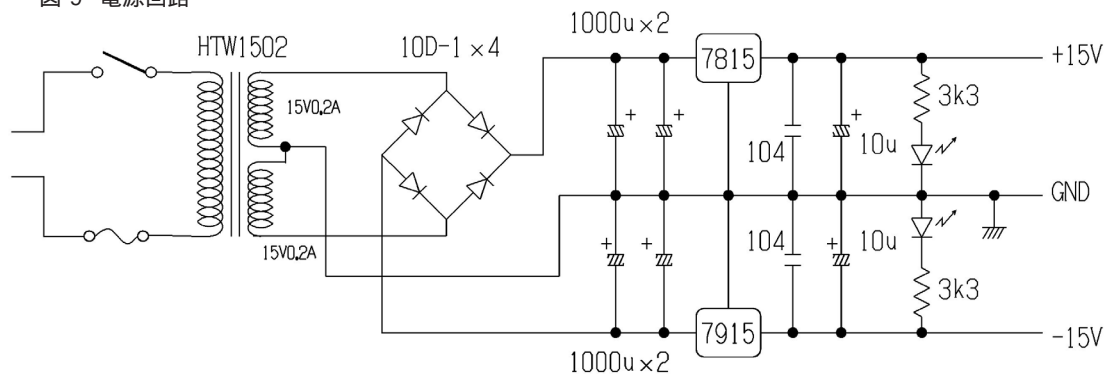 図 9 電源回路
HTW1502
10D-1×4
1000u×2
7815
+15V
15V0.2A
3k3
+
+
+
104
10u
GND
15V0.2A
+
+
+
104
10u
3k3
7915
-15V
1000u×2